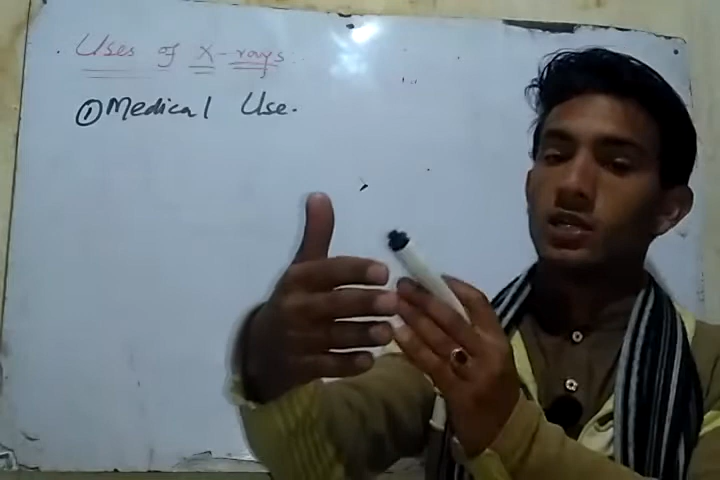 Uses of X-rays
① Medical Use.